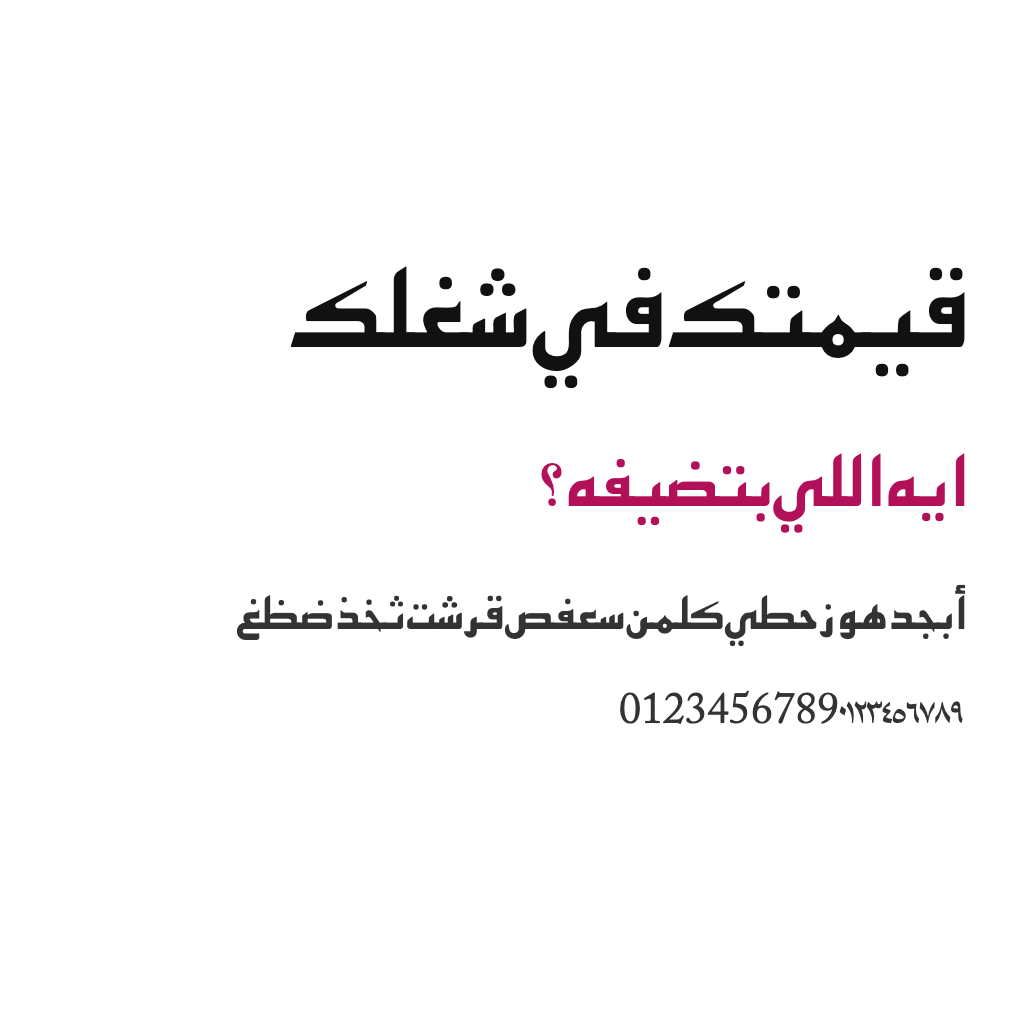 قيمتك في شغلك
ايه اللي بتضيفه؟
أبجد هوز حطي كلمن سعفص قرشت ثخذ ضظغ
0123456789٠١٢٣٤٥٦٧٨٩